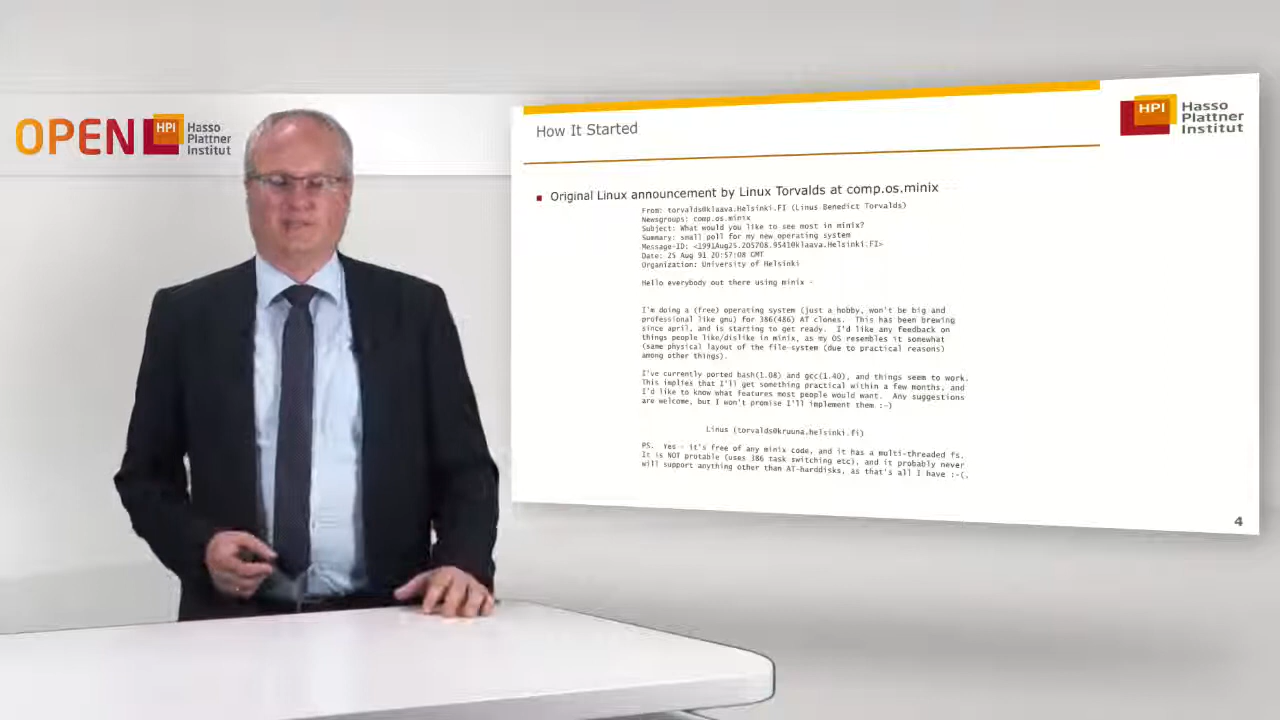 OPEN HPI Hasso
Plattner
Institut
How It Started
HPI Hasso
Plattner
Institut
Original Linux announcement by Linux Torvalds at comp.os.minix
From: torvalds@klaava.Helsinki.FI (Linus Benedict Torvalds)
Newsgroups: comp.os.minix
Subject: What would you like to see most in minix?
Summary: small poll for my new operating system
Message-ID: <1991Aug25.205708.9541@klaava.Helsinki.FI>
Date: 25 Aug 91 20:57:08 GMT
Organization: University of Helsinki
Hello everybody out there using minix -
I'm doing a (free) operating system (just a hobby, won't be big and
professional like gnu) for 386(486) AT clones. This has been brewing
since april, and is starting to get ready. I'd like any feedback on
things people like/dislike in minix, as my OS resembles it somewhat
(same physical layout of the file-system (due to practical reasons)
among other things).
I've currently ported bash(1.08) and gcc(1.40), and things seem to work.
This implies that I'll get something practical within a few months, and
I'd like to know what features most people would want. Any suggestions
are welcome, but I won't promise I'll implement them :-)
Linus (torvalds@kruuna.helsinki.fi)
PS. Yes - it's free of any minix code, and it has a multi-threaded fs.
It is NOT protable (uses 386 task switching etc), and it probably never
will support anything other than AT-harddisks, as that's all I have :-(.
4